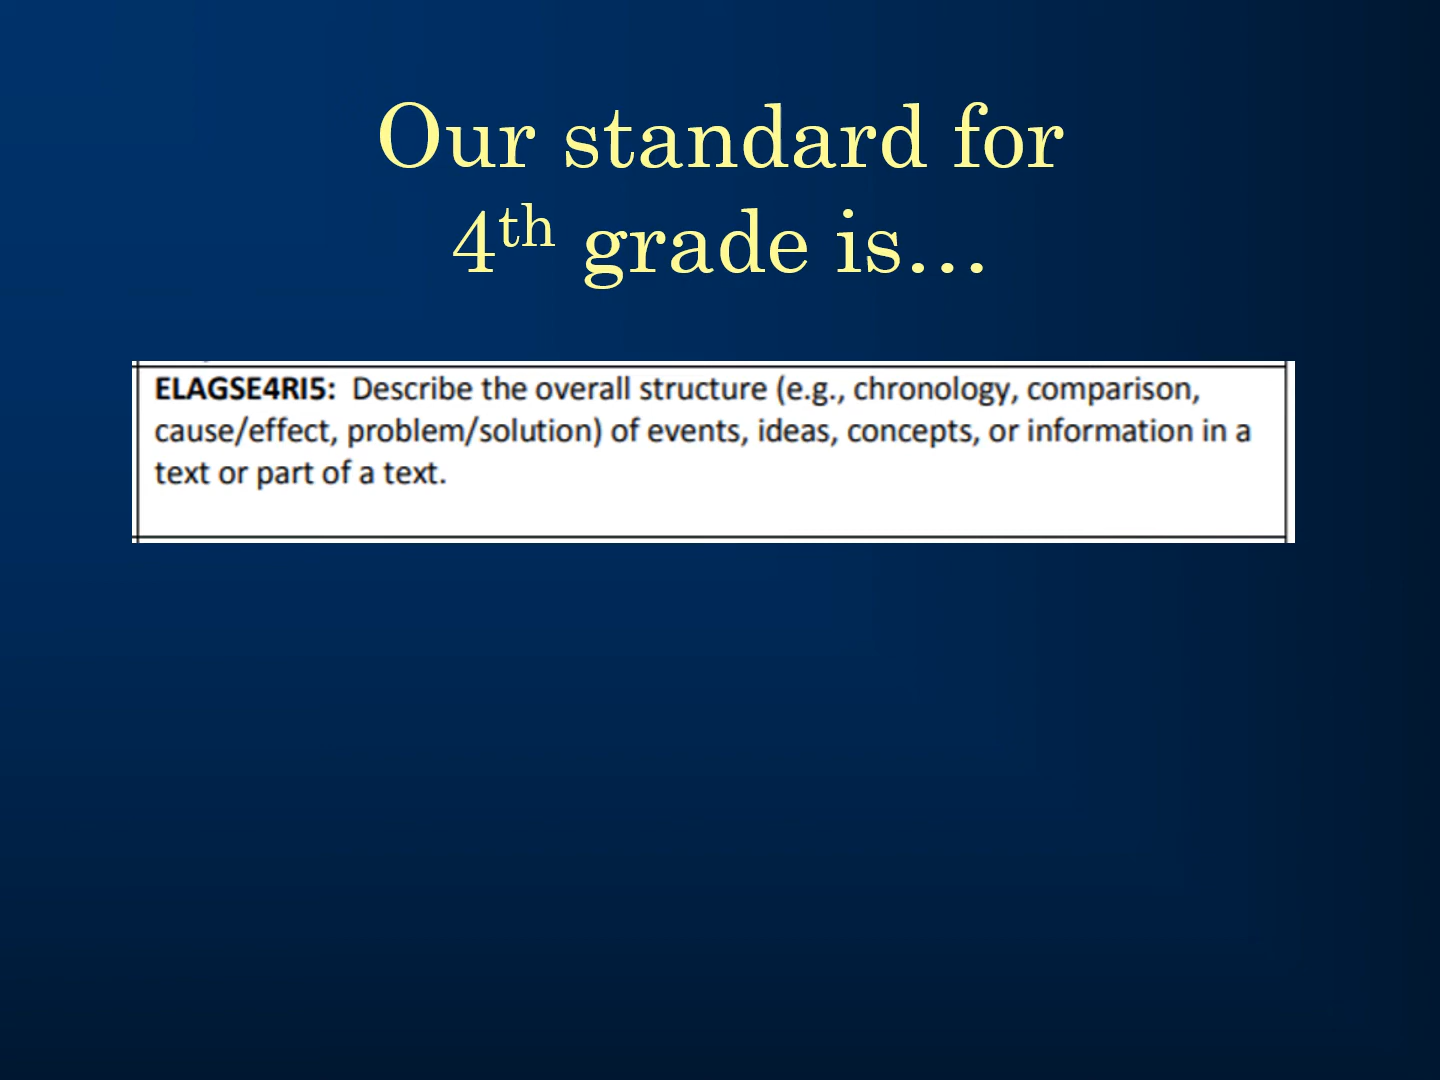 Our standard for
4th grade is…
ELAGSE4RI5: Describe the overall structure (e.g., chronology, comparison,
cause/effect, problem/solution) of events, ideas, concepts, or information in a
text or part of a text.